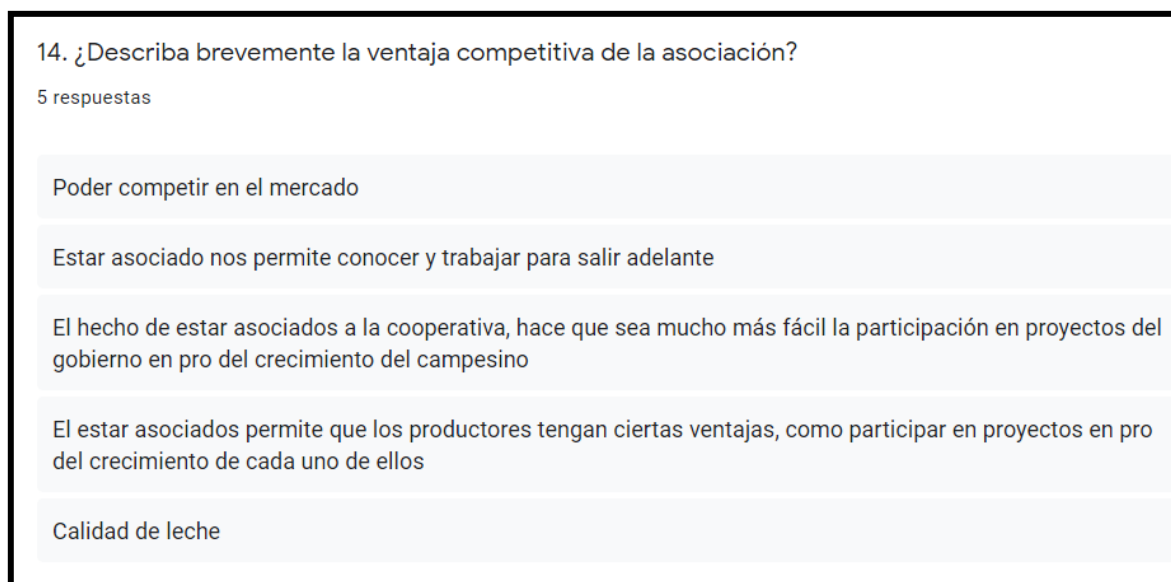 14. ¿Describa brevemente la ventaja competitiva de la asociación?
5 respuestas
Poder competir en el mercado
Estar asociado nos permite conocer y trabajar para salir adelante
El hecho de estar asociados a la cooperativa, hace que sea mucho más fácil la participación en proyectos del
gobierno en pro del crecimiento del campesino
El estar asociados permite que los productores tengan ciertas ventajas, como participar en proyectos en pro
del crecimiento de cada uno de ellos
Calidad de leche